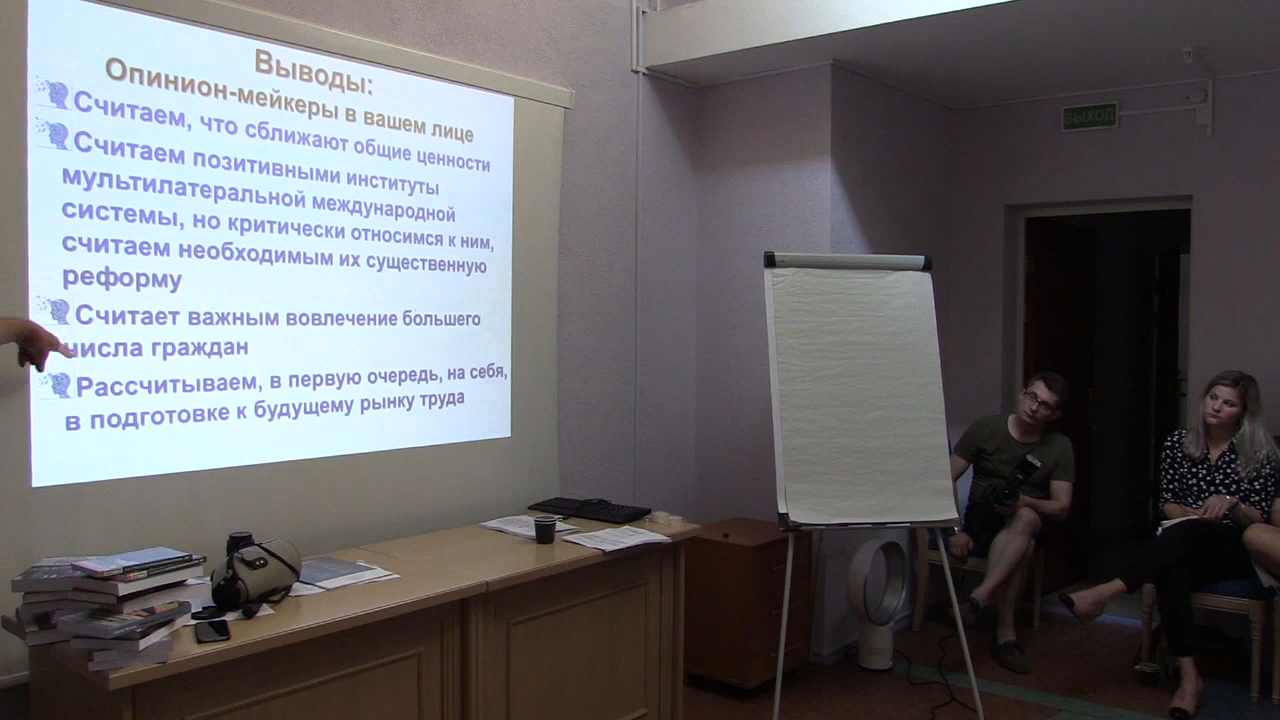 Выводы:
Опинион-мейкеры в вашем лице
Считаем, что сближают общие ценности
Считаем позитивными институты
мультилатеральной международной
системы, но критически относимся к ним,
считаем необходимым их существенную
реформу
Считает важным вовлечение большего
числа граждан
Рассчитываем, в первую очередь, на себя,
в подготовке к будущему рынку труда
ВЫХОД